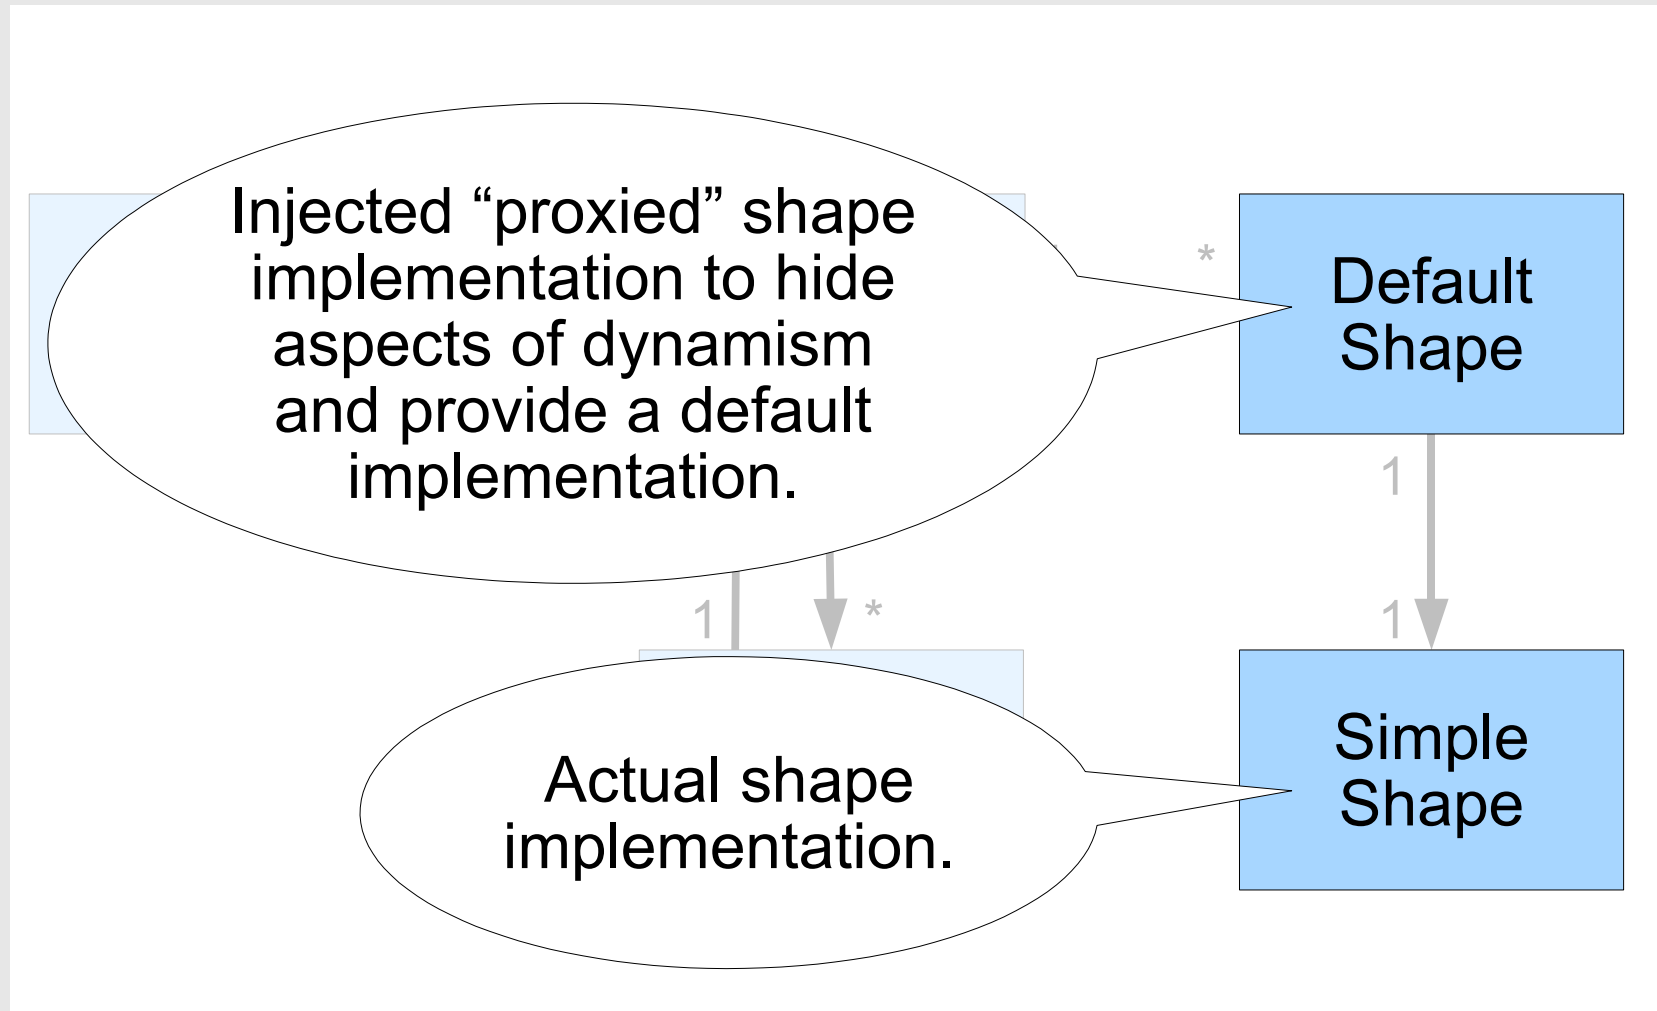 Injected “proxied” shape
implementation to hide
aspects of dynamism
and provide a default
implementation.
*
Default
Shape
1
1
*
1
Actual shape
implementation.
Simple
Shape